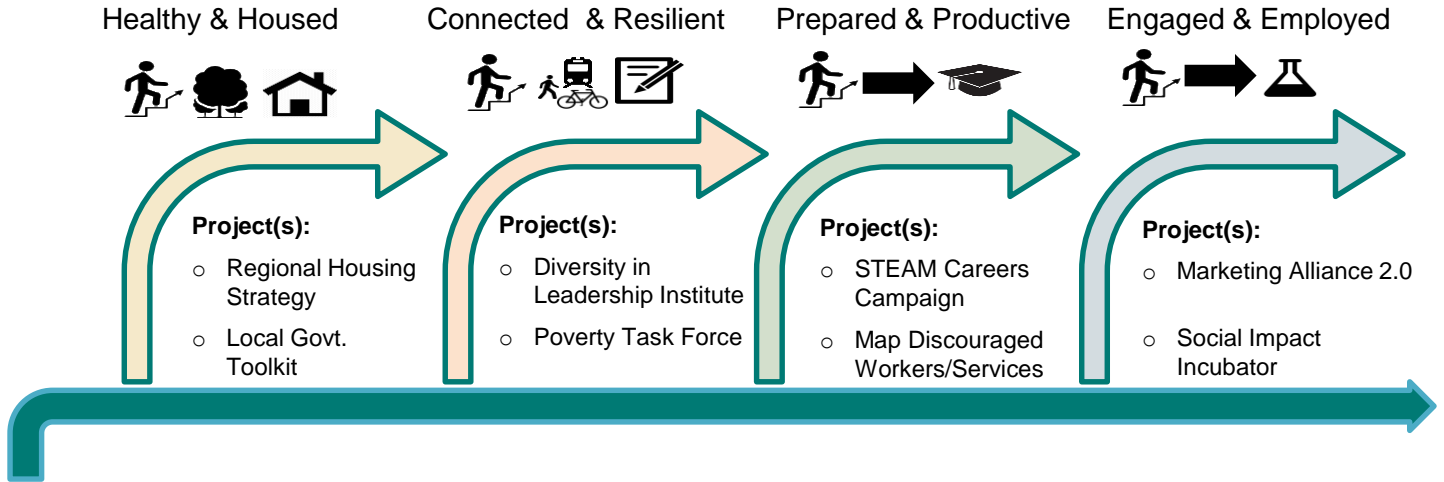 Healthy & Housed
Connected & Resilient
Prepared & Productive
Engaged & Employed
Project(s):
o Regional Housing
Strategy
o Local Govt.
Toolkit
Project(s):
o Diversity in
Leadership Institute
o Poverty Task Force
Project(s):
o STEAM Careers
Campaign
o Map Discouraged
Workers/Services
Project(s):
o Marketing Alliance 2.0
o Social Impact
Incubator